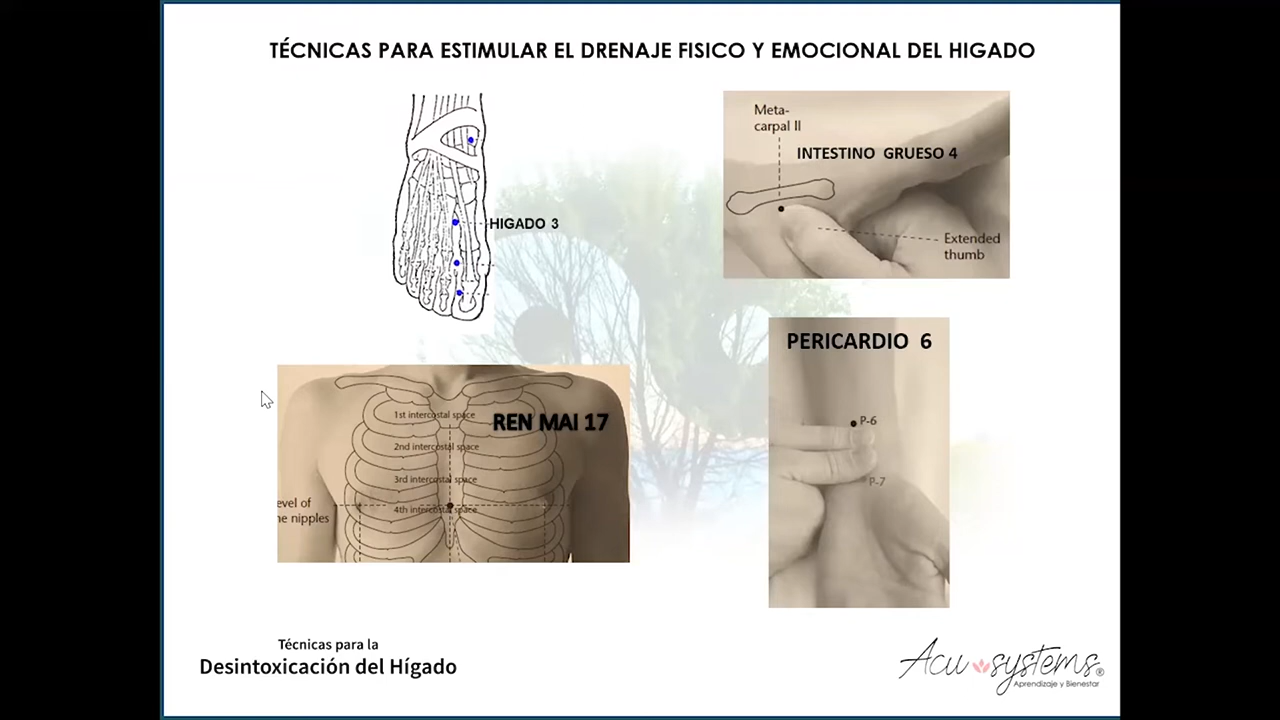 TÉCNICAS PARA ESTIMULAR EL DRENAJE FISICO Y EMOCIONAL DEL HIGADO
HIGADO 3
Meta-
carpal II
INTESTINO GRUESO 4
Extended
thumb
REN MAI 17
1st intercostal space
2nd intercostal space
3rd intercostal space
4th intercostal space
evel of
he nipples
PERICARDIO 6
P-6
P-7
Técnicas para la
Desintoxicación del Hígado
Acu systems®
Aprendizaje y Bienestar